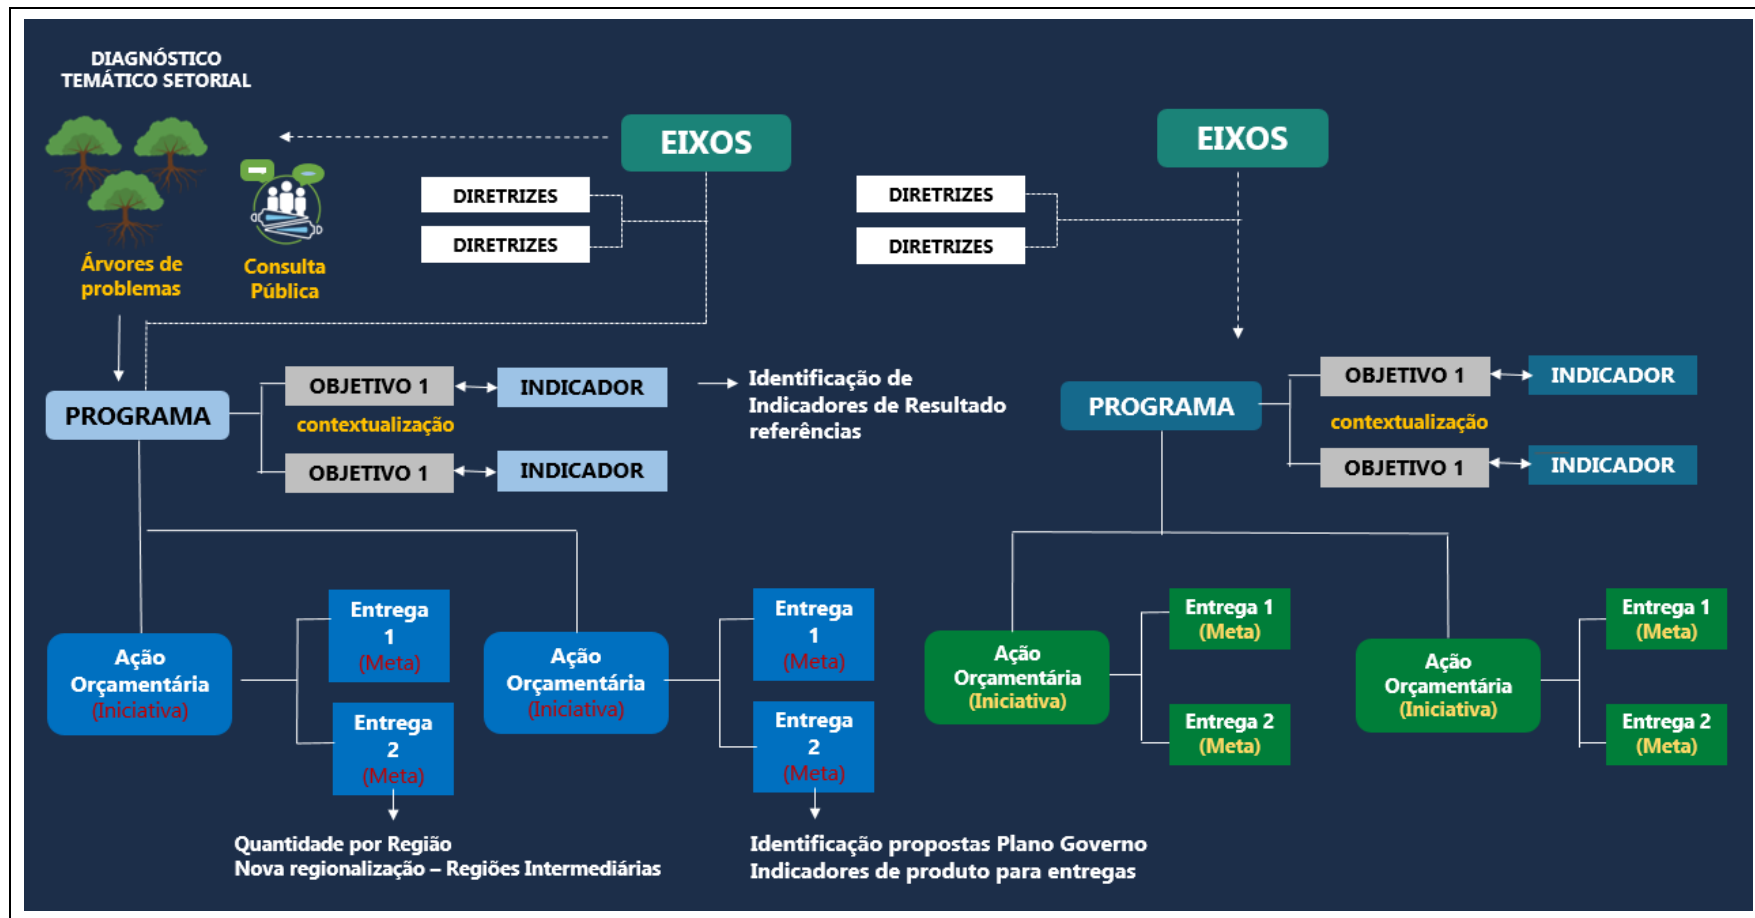 DIAGNÓSTICO
TEMÁTICO SETORIAL
Árvores de
problemas
Consulta
Pública
EIXOS
DIRETRIZES
DIRETRIZES
PROGRAMA
OBJETIVO 1
INDICADOR
contextualização
OBJETIVO 1
INDICADOR
Identificação de
Indicadores de Resultado
referências
Ação
Orçamentária
(Iniciativa)
Entrega
1
(Meta)
Entrega
2
(Meta)
Quantidade por Região
Nova regionalização – Regiões Intermediárias
Ação
Orçamentária
(Iniciativa)
Entrega
1
(Meta)
Entrega
2
(Meta)
Identificação propostas Plano Governo
Indicadores de produto para entregas
EIXOS
DIRETRIZES
DIRETRIZES
PROGRAMA
OBJETIVO 1
INDICADOR
contextualização
OBJETIVO 1
INDICADOR
Ação
Orçamentária
(Iniciativa)
Entrega 1
(Meta)
Entrega 2
(Meta)
Ação
Orçamentária
(Iniciativa)
Entrega 1
(Meta)
Entrega 2
(Meta)